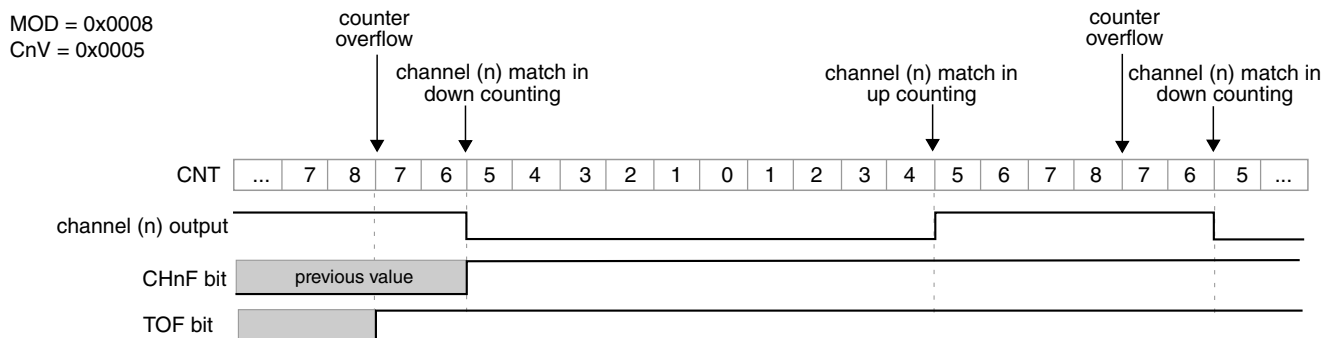 MOD = 0x0008
CnV = 0x0005
counter
overflow
channel (n) match in
down counting
channel (n) match in
up counting
counter
overflow
channel (n) match in
down counting
CNT ... 7 8 7 6 5 4 3 2 1 0 1 2 3 4 5 6 7 8 7 6 5 ...
channel (n) output
CHnF bit previous value
TOF bit